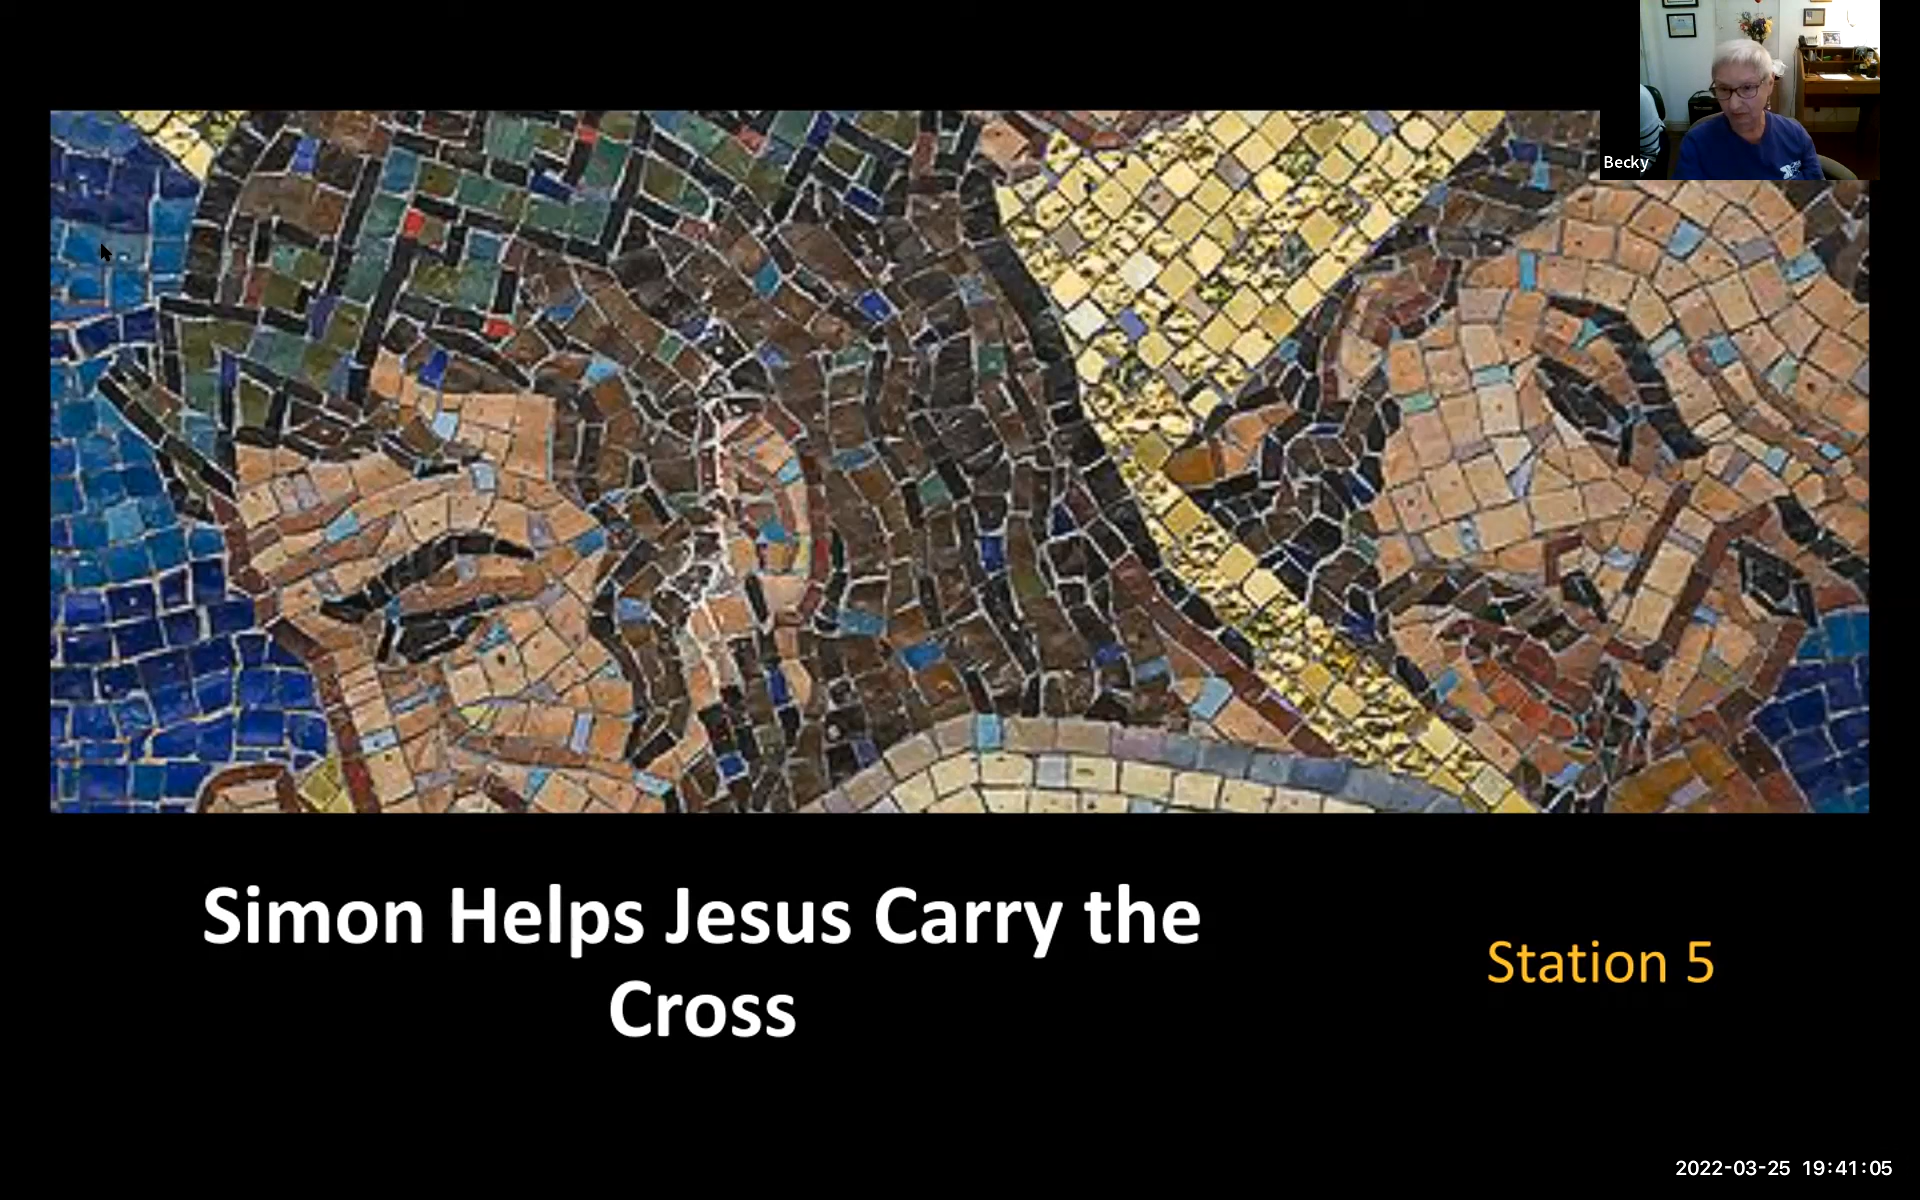 Becky
Simon Helps Jesus Carry the
Cross
Station 5
2022-03-25 19:41:05